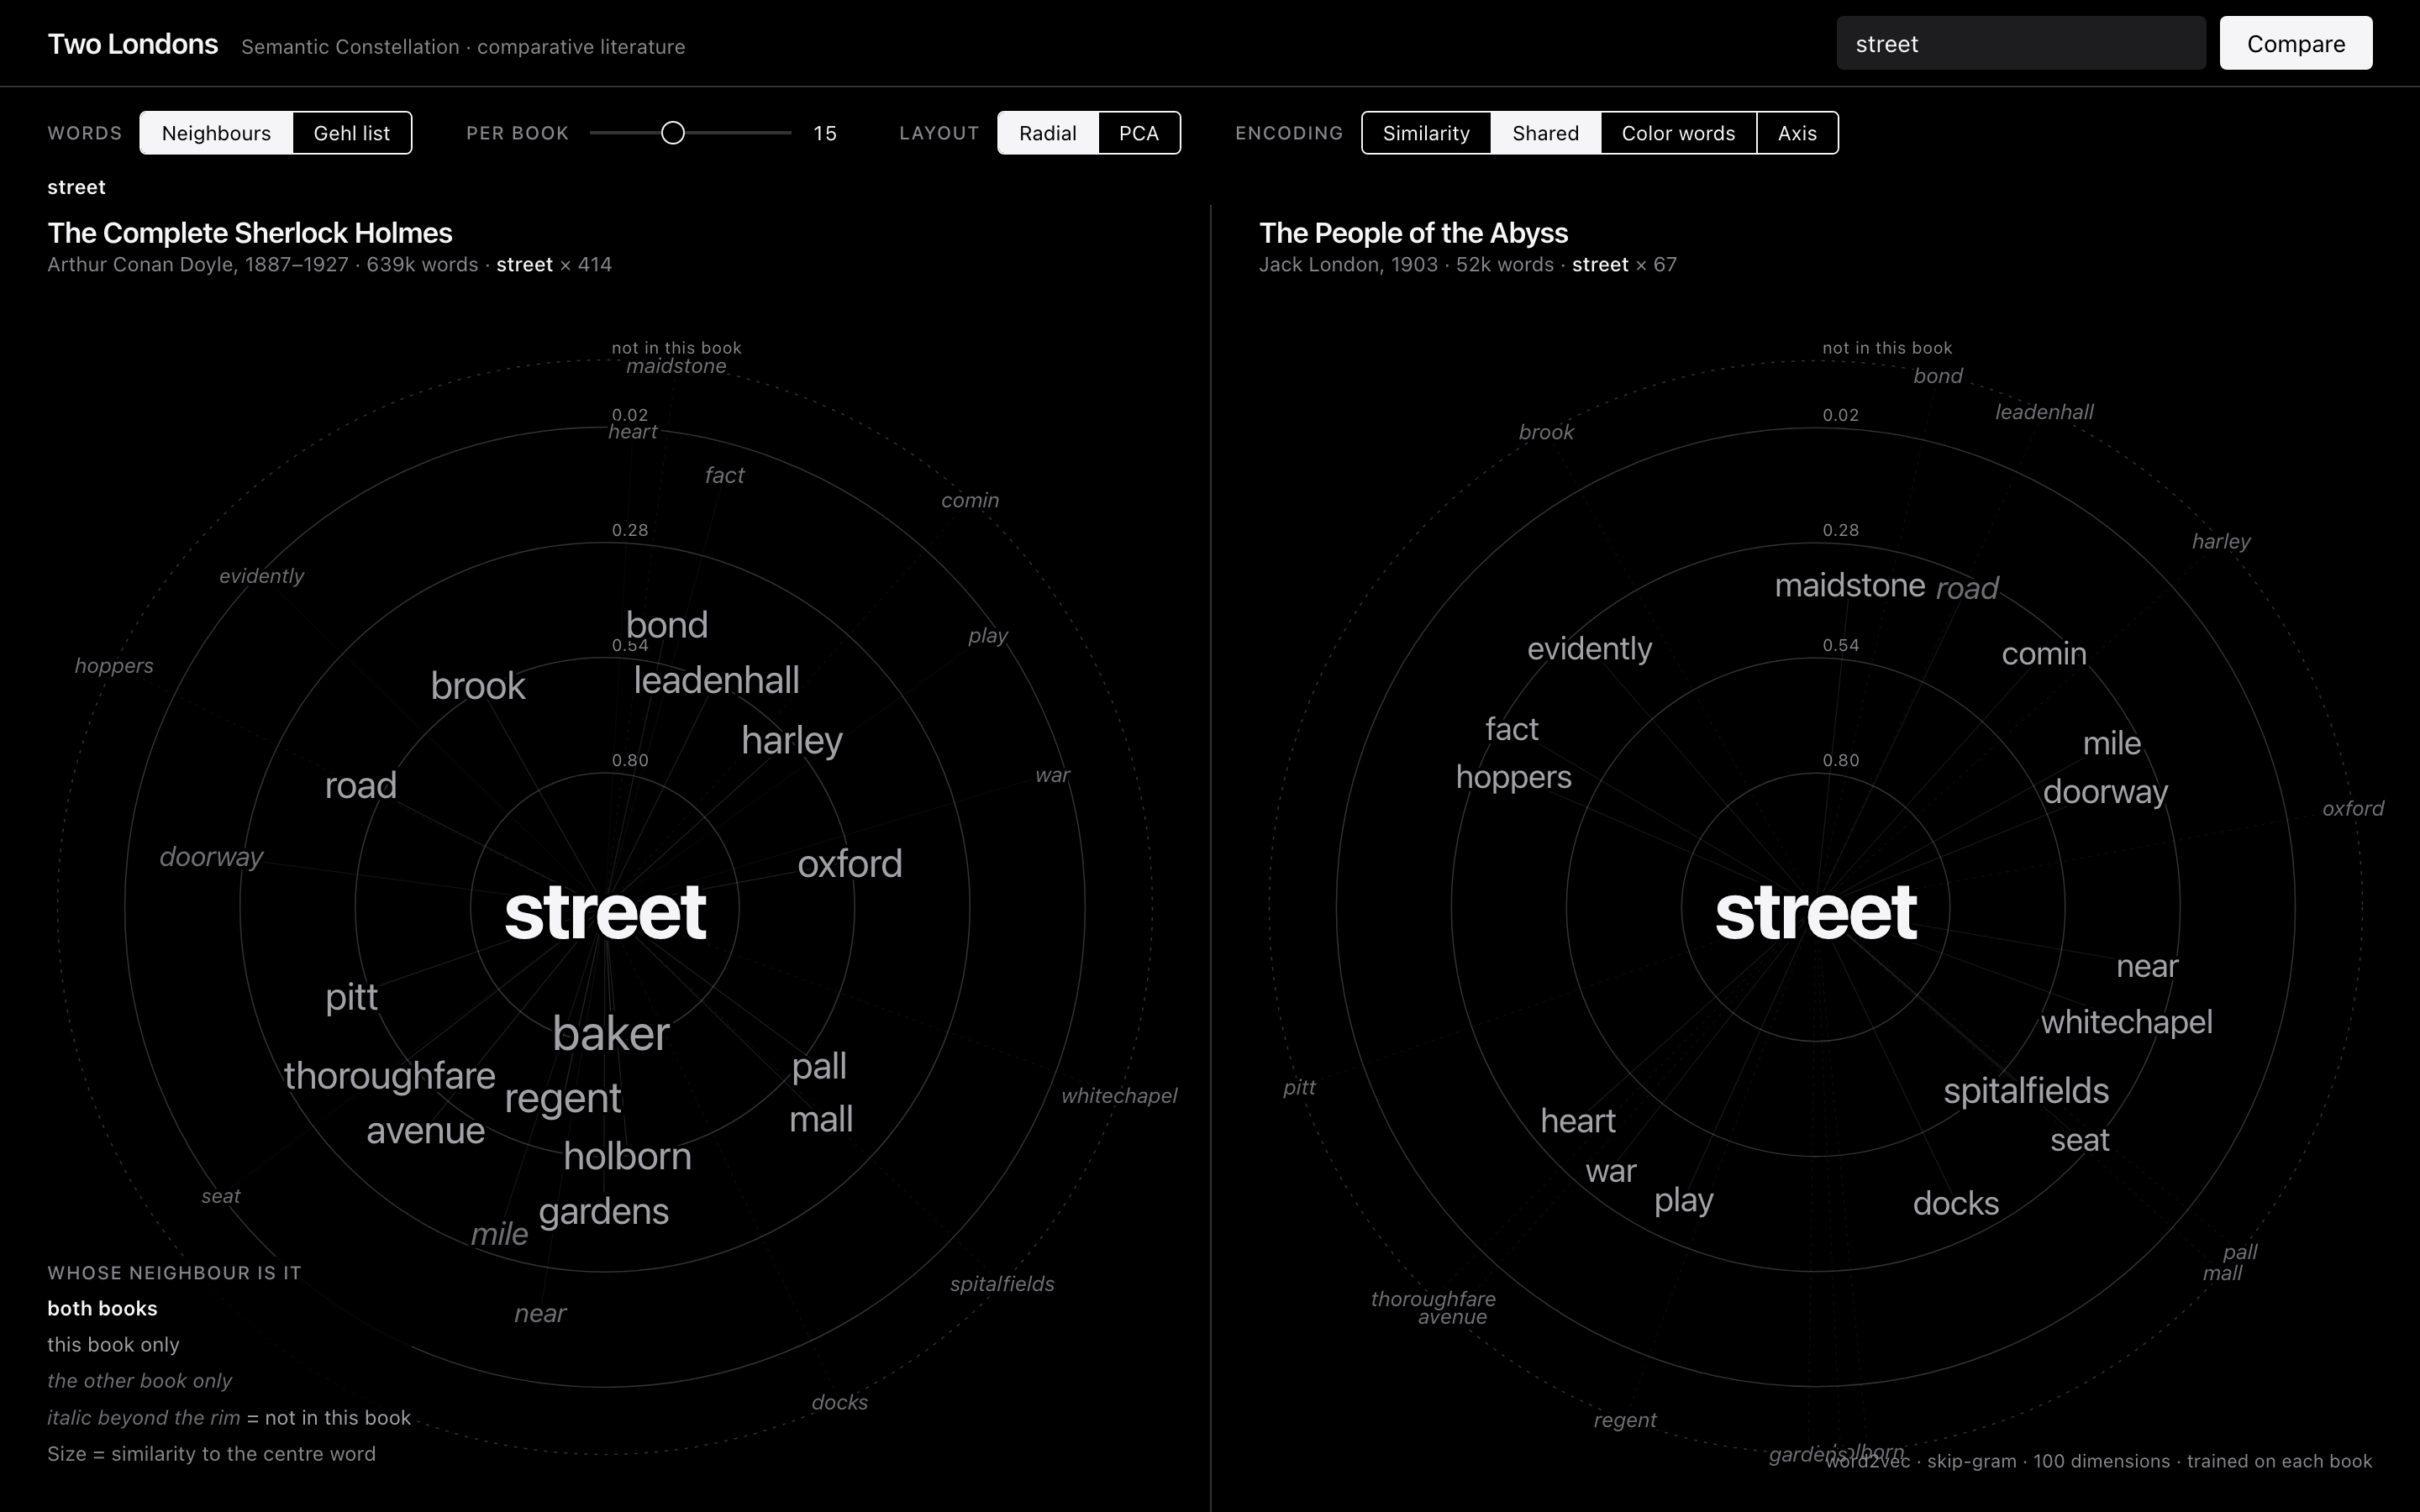 Two Londons Semantic Constellation · comparative literature
street
Compare
WORDS Neighbours Gehl list PER BOOK 15 LAYOUT Radial PCA ENCODING Similarity Shared Color words Axis
street
The Complete Sherlock Holmes
Arthur Conan Doyle, 1887–1927 · 639k words · street × 414
not in this book
maidstone
0.02
heart
fact
comin
0.28
evidently
bond
play
0.54
hoppers
leadenhall
brook
harley
0.80
war
road
doorway
oxford
street
pitt
baker
pall
thoroughfare
regent
whitechapel
mall
avenue
holborn
seat
gardens
mile
spitalfields
near
docks
WHOSE NEIGHBOUR IS IT
both books
this book only
the other book only
italic beyond the rim = not in this book
Size = similarity to the centre word
The People of the Abyss
Jack London, 1903 · 52k words · street × 67
not in this book
bond
leadenhall
0.02
brook
0.28
harley
maidstone road
0.54
evidently
comin
fact
mile
0.80
hoppers
doorway
oxford
street
near
whitechapel
pitt
spitalfields
heart
seat
war
play
docks
pall
mall
thoroughfare
avenue
regent
gardens
word2vec · skip-gram · 100 dimensions · trained on each book